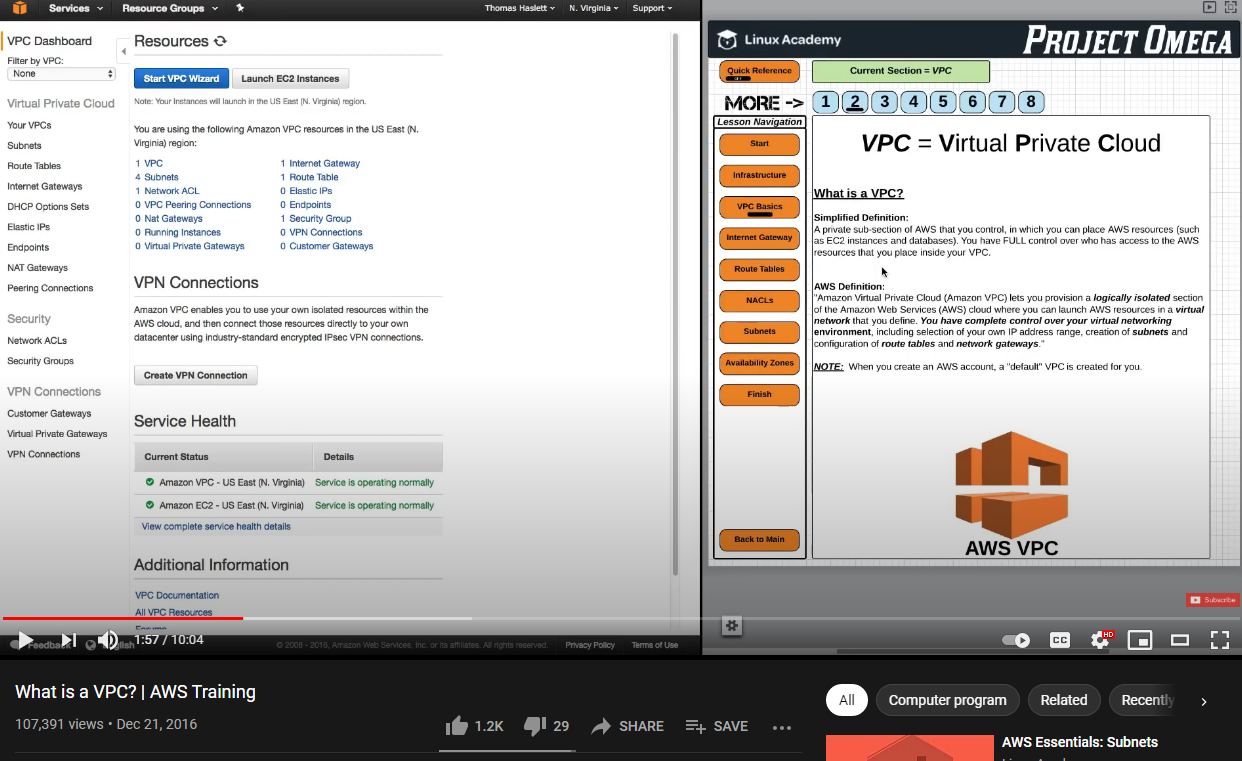 Services
Resource Groups
Thomas Haslett
N. Virginia
Support
VPC Dashboard
Filter by VPC:
None
Virtual Private Cloud
Your VPCs
Subnets
Route Tables
Internet Gateways
DHCP Options Sets
Elastic IPs
Endpoints
NAT Gateways
Peering Connections
Security
Network ACLs
Security Groups
VPN Connections
Customer Gateways
Virtual Private Gateways
VPN Connections
Resources
Start VPC Wizard
Launch EC2 Instances
Note: Your Instances will launch in the US East (N. Virginia) region.
You are using the following Amazon VPC resources in the US East (N.
Virginia) region:
1 VPC
1 Internet Gateway
4 Subnets
1 Route Table
1 Network ACL
0 Elastic IPs
0 VPC Peering Connections
0 Endpoints
0 Nat Gateways
1 Security Group
0 Running Instances
0 VPN Connections
0 Virtual Private Gateways
0 Customer Gateways
VPN Connections
Amazon VPC enables you to use your own isolated resources within the
AWS cloud, and then connect those resources directly to your own
datacenter using industry-standard encrypted IPsec VPN connections.
Create VPN Connection
Service Health
Current Status
Details
Amazon VPC - US East (N. Virginia)
Service is operating normally
Amazon EC2 - US East (N. Virginia)
Service is operating normally
View complete service health details
Additional Information
VPC Documentation
All VPC Resources
Forums
Feedback
English
1:57 / 10:04
© 2008 - 2016, Amazon Web Services, Inc. or its affiliates. All rights reserved.
Privacy Policy
Terms of Use
Linux Academy
PROJECT OMEGA
Quick Reference
Current Section = VPC
MORE ->
1
2
3
4
5
6
7
8
Lesson Navigation
Start
Infrastructure
VPC Basics
Internet Gateway
Route Tables
NACLs
Subnets
Availability Zones
Finish
Back to Main
VPC = Virtual Private Cloud
What is a VPC?
Simplified Definition:
A private sub-section of AWS that you control, in which you can place AWS resources (such
as EC2 instances and databases). You have FULL control over who has access to the AWS
resources that you place inside your VPC.
AWS Definition:
"Amazon Virtual Private Cloud (Amazon VPC) lets you provision a logically isolated section
of the Amazon Web Services (AWS) cloud where you can launch AWS resources in a virtual
network that you define. You have complete control over your virtual networking
environment, including selection of your own IP address range, creation of subnets and
configuration of route tables and network gateways."
NOTE: When you create an AWS account, a "default" VPC is created for you.
AWS VPC
Subscribe
CC
HD
What is a VPC? | AWS Training
107,391 views • Dec 21, 2016
1.2K
29
SHARE
SAVE
All
Computer program
Related
Recently
AWS Essentials: Subnets